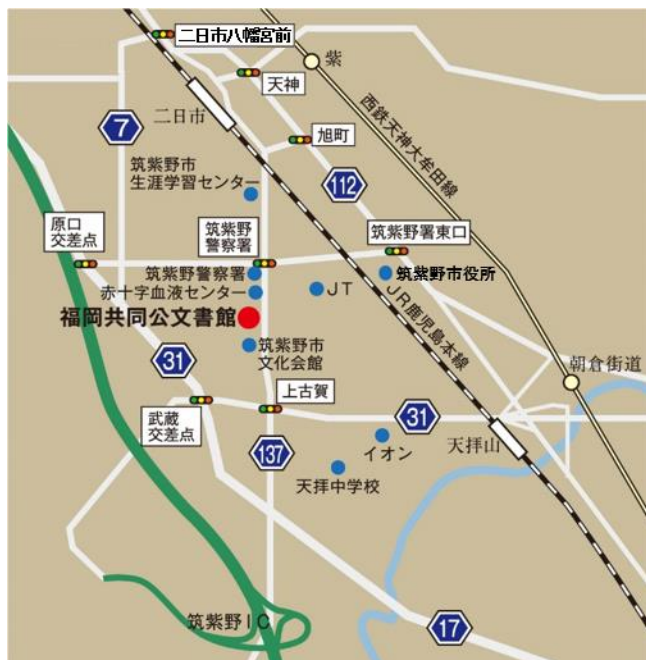 二日市八幡宮前
紫
天神
二日市
西鉄天神大牟田線
7
旭町
筑紫野市
生涯学習センター
112
原口
交差点
筑紫野
警察署
筑紫野署東口
筑紫野警察署
筑紫野市役所
赤十字血液センター
JT
JR鹿児島本線
福岡共同公文書館
筑紫野市
文化会館
朝倉街道
31
上古賀
武蔵
交差点
31
137
イオン
天拝山
天拝中学校
筑紫野IC
17